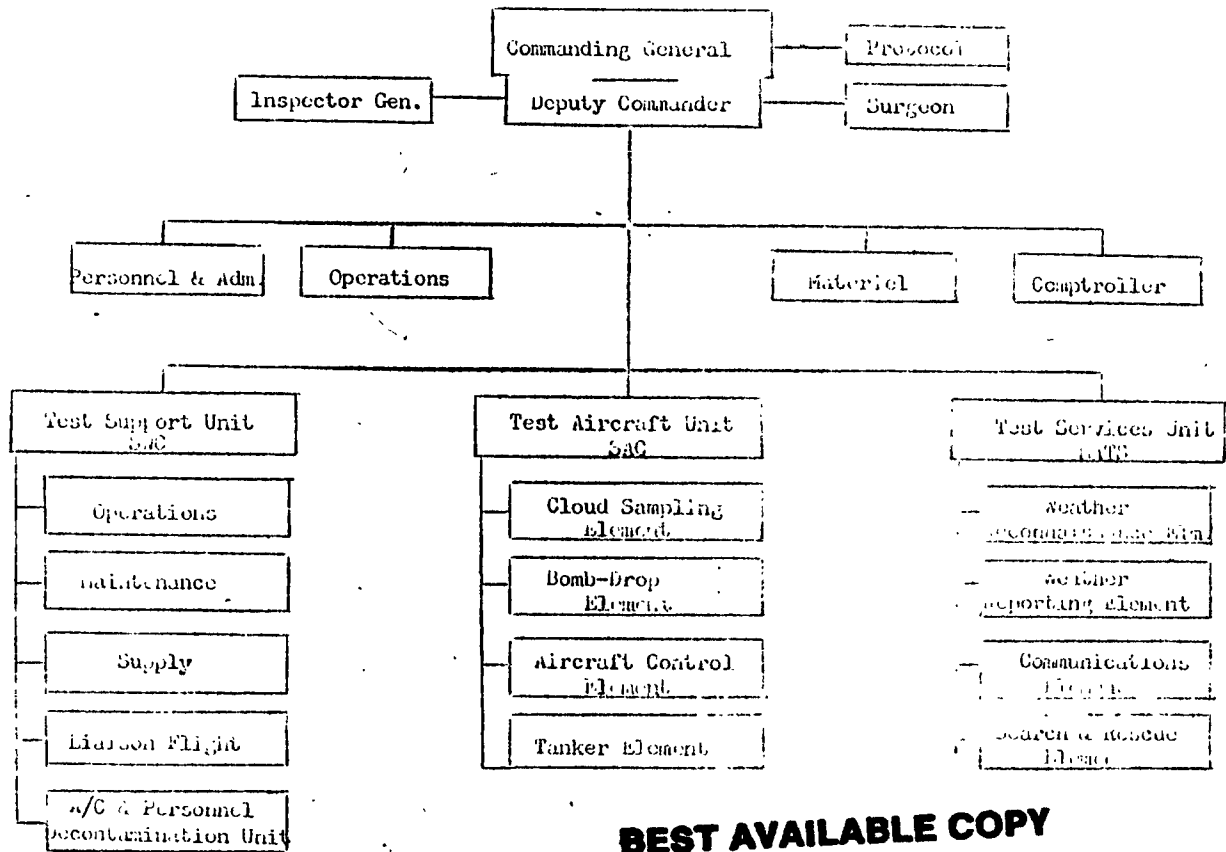 Commanding General
Protocol
Inspector Gen.
Deputy Commander
Surgeon
Personnel & Adm.
Operations
Materiel
Comptroller
Test Support Unit
Test Aircraft Unit
SAC
Test Services Unit
MATS
Operations
Cloud Sampling
Element
Weather
Maintenance
Bomb-Drop
Element
Weather
Reporting Element
Supply
Aircraft Control
Element
Communications
Liaison Flight
Tanker Element
Search & Rescue
A/C & Personnel
Decontamination Unit
BEST AVAILABLE COPY